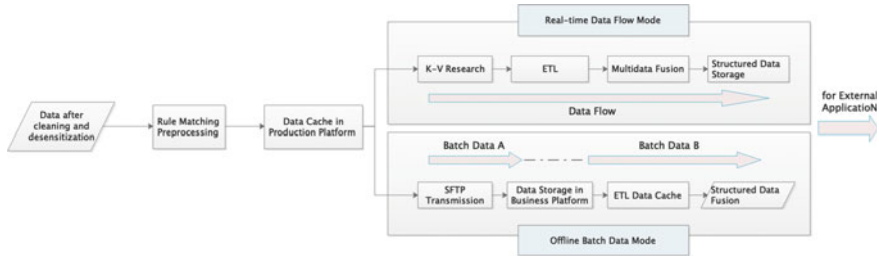 Real-time Data Flow Mode
K-V Research
ETL
Multidata Fusion
Structured Data
Storage
Data Flow
for External
ApplicatioN
Data after
cleaning and
desensitization
Rule Matching
Preprocessing
Data Cache in
Production Platform
Batch Data A
Batch Data B
SFTP
Transmission
Data Storage in
Business Platform
ETL Data Cache
Structured Data
Fusion
Offline Batch Data Mode